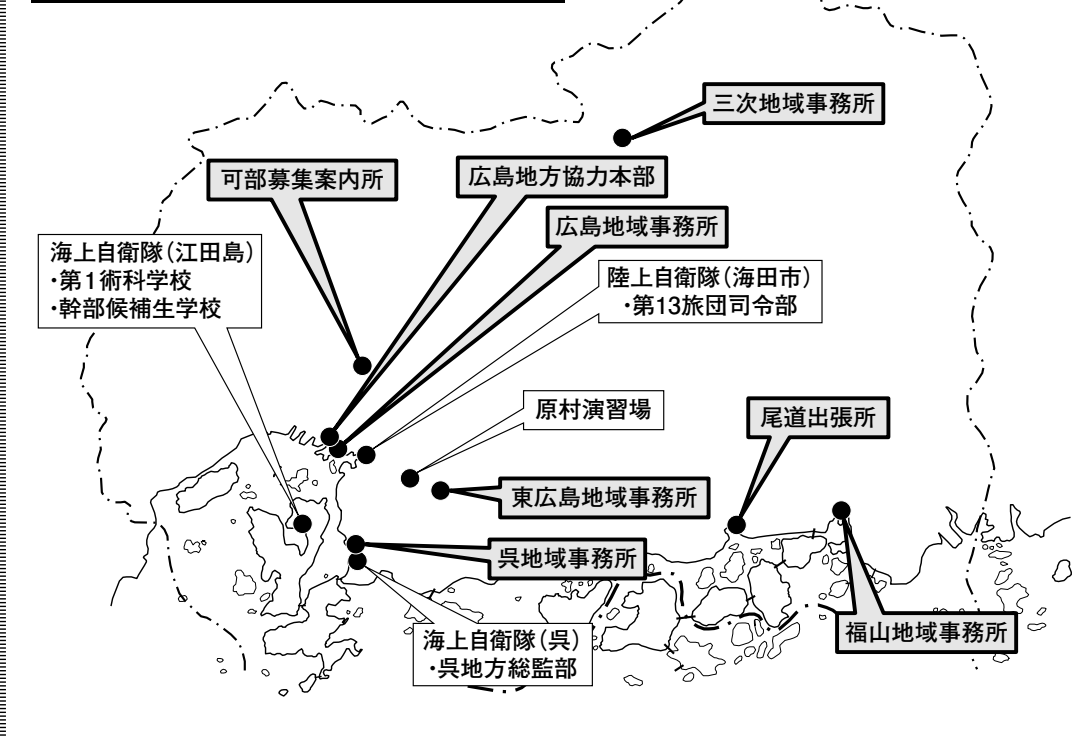 三次地域事務所
可部募集案内所
広島地方協力本部
広島地域事務所
海上自衛隊（江田島）
・第1術科学校
・幹部候補生学校
陸上自衛隊（海田市）
・第13旅団司令部
原村演習場
尾道出張所
東広島地域事務所
呉地域事務所
福山地域事務所
海上自衛隊（呉）
・呉地方総監部